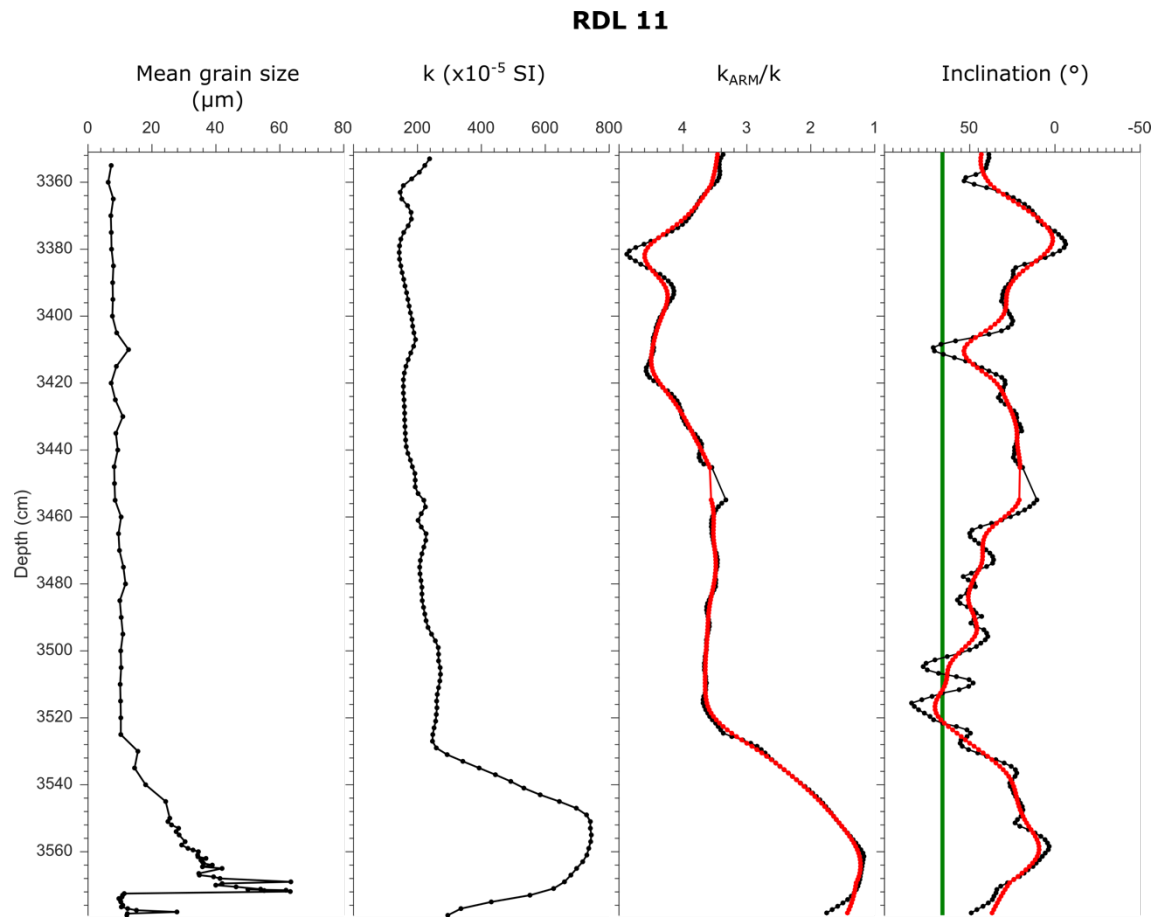 RDL 11
Mean grain size
(µm)
k (x10⁻⁵ SI)
k_ARM/k
Inclination (°)
0 20 40 60 80
200 400 600 800
4 3 2 1
50 0 -50
3360
3380
3400
3420
3440
3460
3480
3500
3520
3540
3560
Depth (cm)